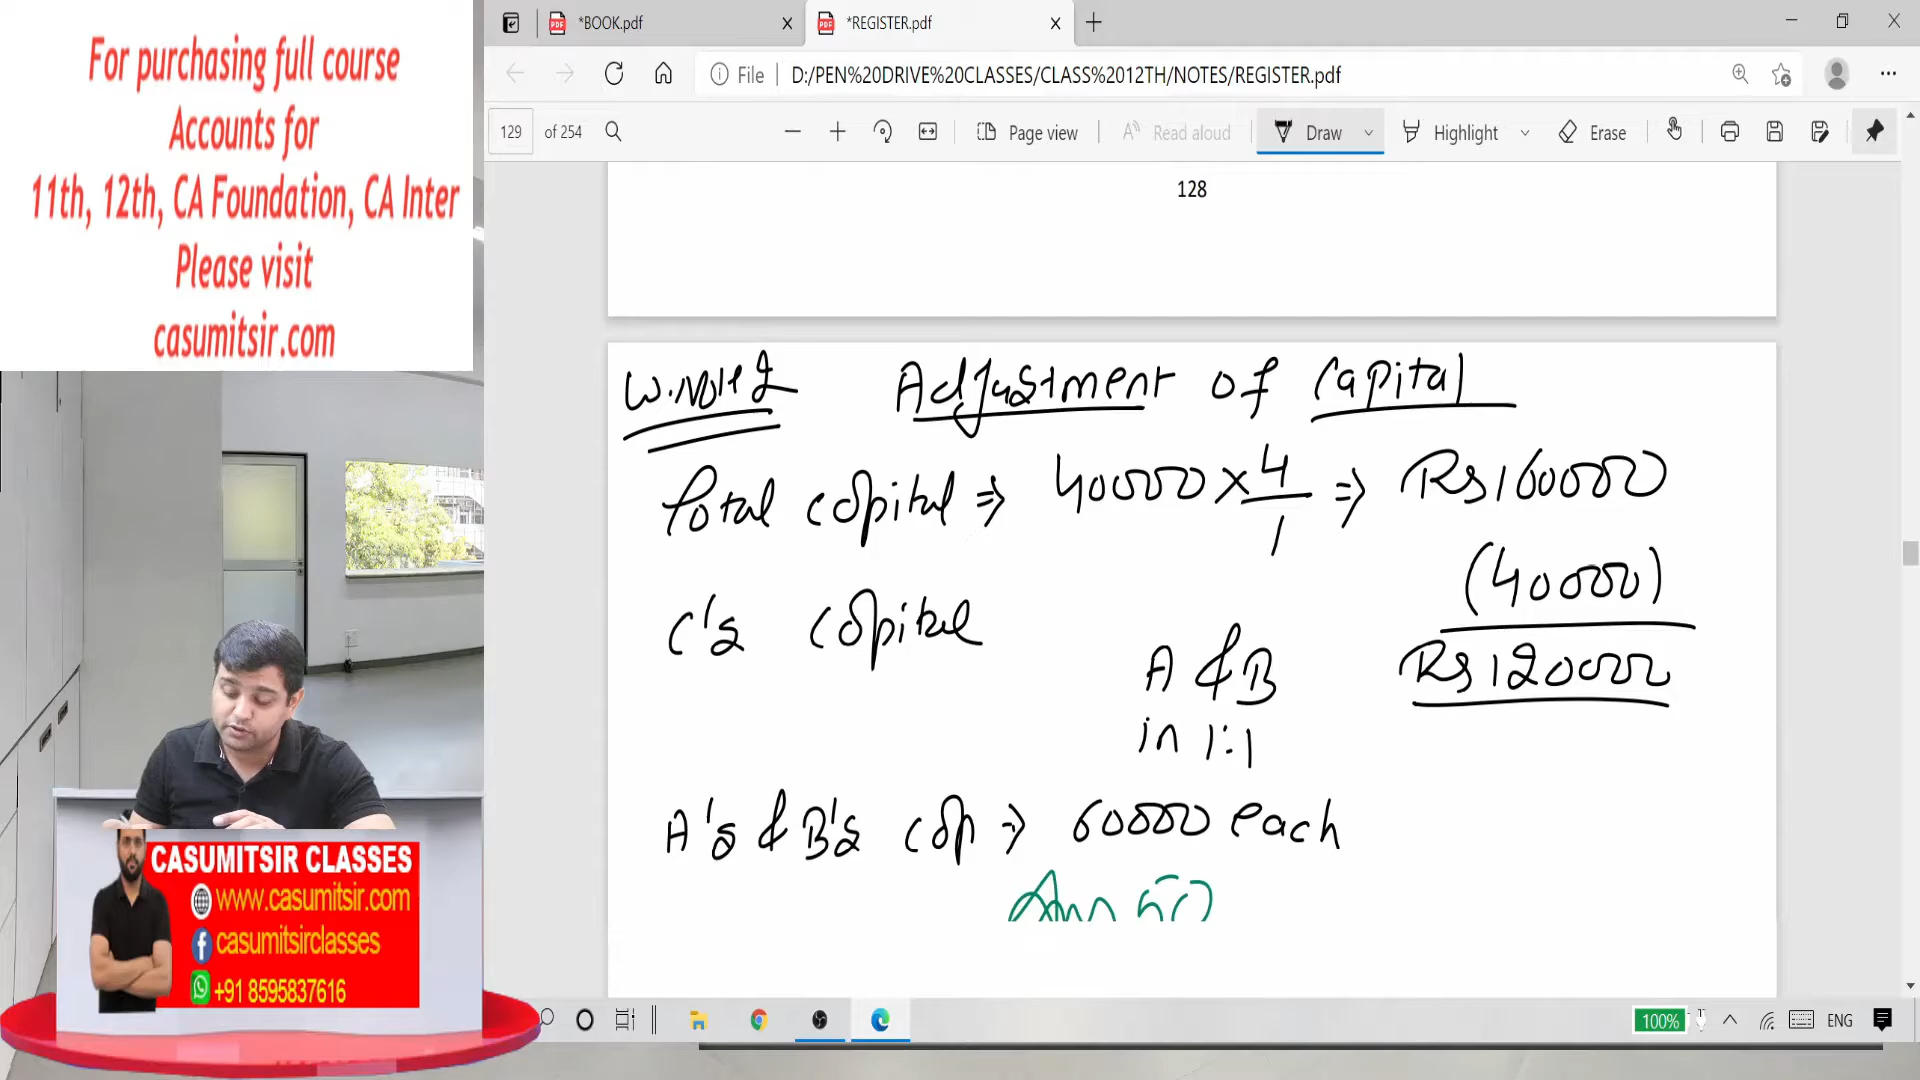 For purchasing full course
Accounts for
11th, 12th, CA Foundation, CA Inter
Please visit
casumitsir.com
*BOOK.pdf
*REGISTER.pdf
File
D:/PEN%20DRIVE%20CLASSES/CLASS%2012TH/NOTES/REGISTER.pdf
129 of 254
Page view
Read aloud
Draw
Highlight
Erase
128
W.Note 2 Adjustment of Capital
Total capital ⇒ 40000 × 4/1 ⇒ Rs 160000
(40000)
C's capital
Rs 120000
A & B
in 1:1
A's & B's cap ⇒ 60000 each
CASUMITSIR CLASSES
www.casumitsir.com
casumitsirclasses
+91 8595837616
100%
ENG